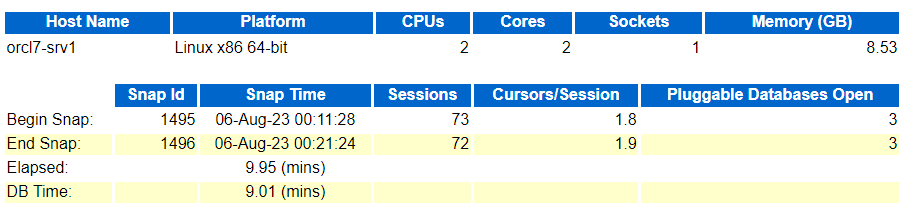 Host Name Platform CPUs Cores Sockets Memory (GB)
orcl7-srv1 Linux x86 64-bit 2 2 1 8.53
Snap Id Snap Time Sessions Cursors/Session Pluggable Databases Open
Begin Snap: 1495 06-Aug-23 00:11:28 73 1.8 3
End Snap: 1496 06-Aug-23 00:21:24 72 1.9 3
Elapsed: 9.95 (mins)
DB Time: 9.01 (mins)